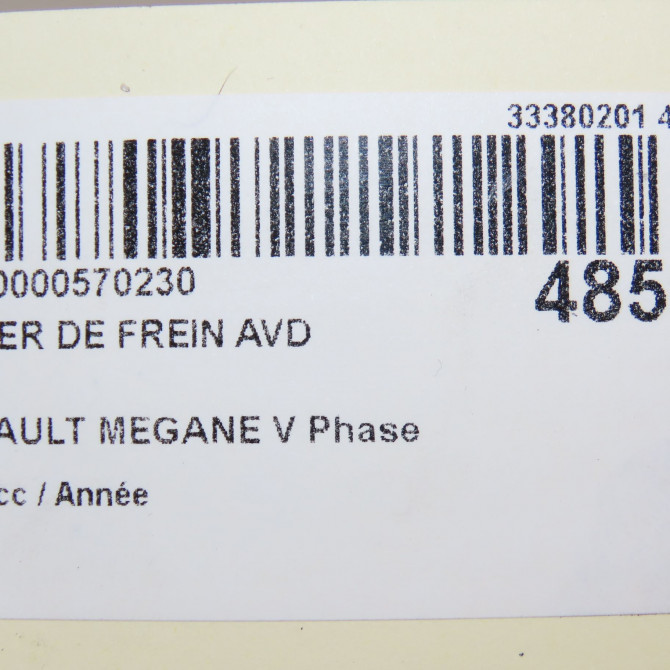 33380201 4
0000570230
485
ER DE FREIN AVD
AULT MEGANE V Phase
cc / Année